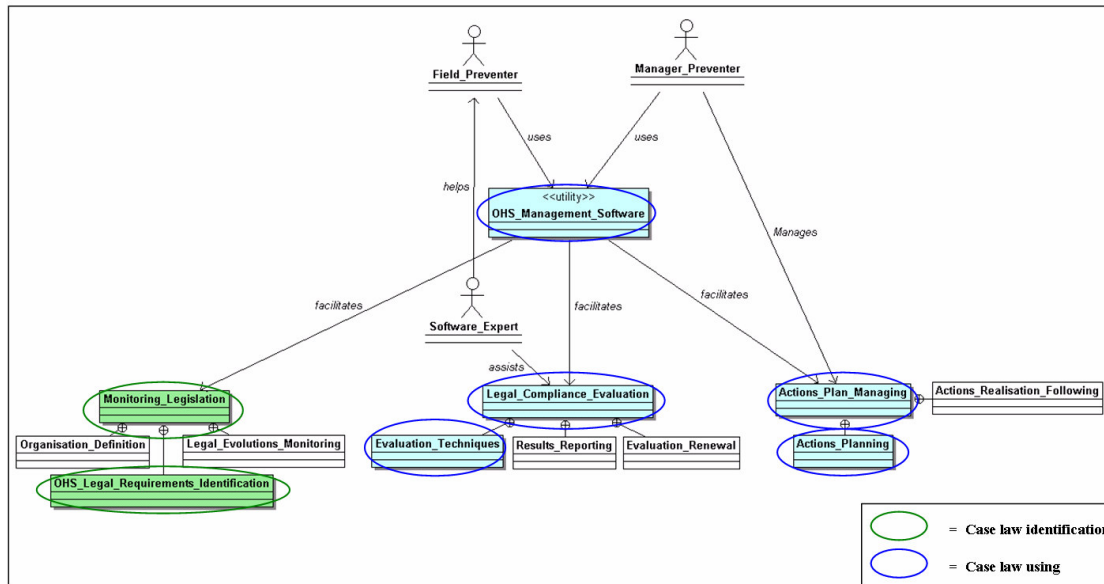 Field_Preventer
Manager_Preventer
uses
uses
helps
Manages
<<utility>>
OHS_Management_Software
facilitates
facilitates
facilitates
Software_Expert
assists
Monitoring_Legislation
Legal_Compliance_Evaluation
Actions_Plan_Managing
Actions_Realisation_Following
Organisation_Definition
Legal_Evolutions_Monitoring
Evaluation_Techniques
Results_Reporting
Evaluation_Renewal
Actions_Planning
OHS_Legal_Requirements_Identification
= Case law identification
= Case law using